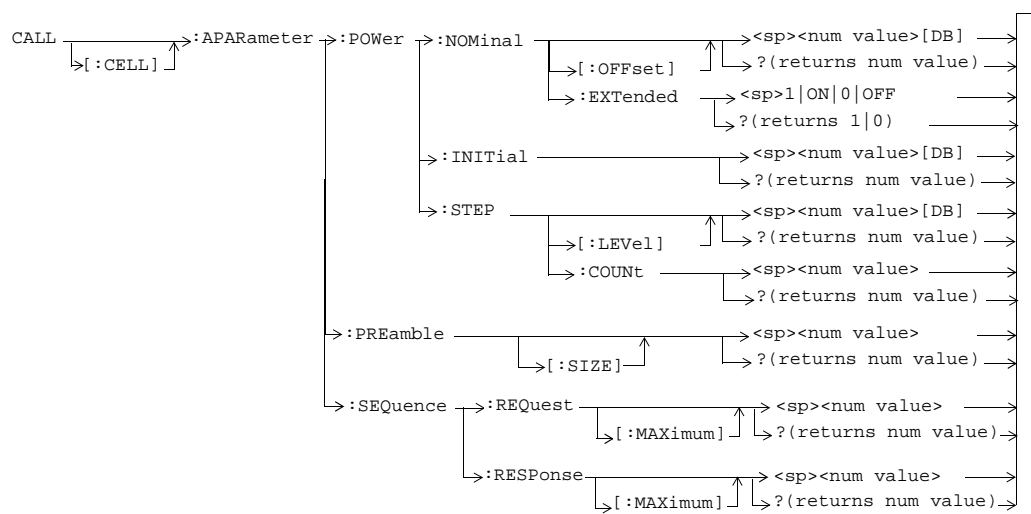 CALL :APARameter :POWer :NOMinal <sp><num value>[DB]
[:CELL] [:OFFset] ?(returns num value)
:EXTended <sp>1|ON|0|OFF
?(returns 1|0)
:INITial <sp><num value>[DB]
?(returns num value)
:STEP <sp><num value>[DB]
[:LEVel] ?(returns num value)
:COUNt <sp><num value>
?(returns num value)
:PREamble <sp><num value>
[:SIZE] ?(returns num value)
:SEQuence :REQuest <sp><num value>
[:MAXimum] ?(returns num value)
:RESPonse <sp><num value>
[:MAXimum] ?(returns num value)